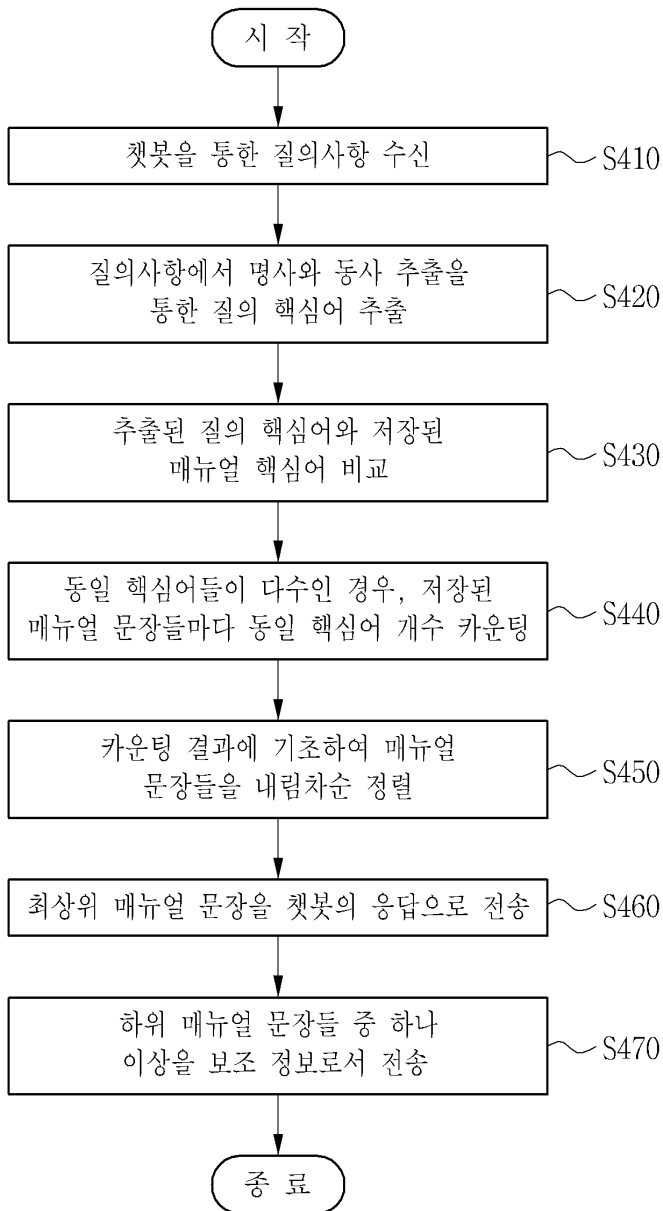 시 작
챗봇을 통한 질의사항 수신
S410
질의사항에서 명사와 동사 추출을
통한 질의 핵심어 추출
S420
추출된 질의 핵심어와 저장된
매뉴얼 핵심어 비교
S430
동일 핵심어들이 다수인 경우, 저장된
매뉴얼 문장들마다 동일 핵심어 개수 카운팅
S440
카운팅 결과에 기초하여 매뉴얼
문장들을 내림차순 정렬
S450
최상위 매뉴얼 문장을 챗봇의 응답으로 전송
S460
하위 매뉴얼 문장들 중 하나
이상을 보조 정보로서 전송
S470
종 료